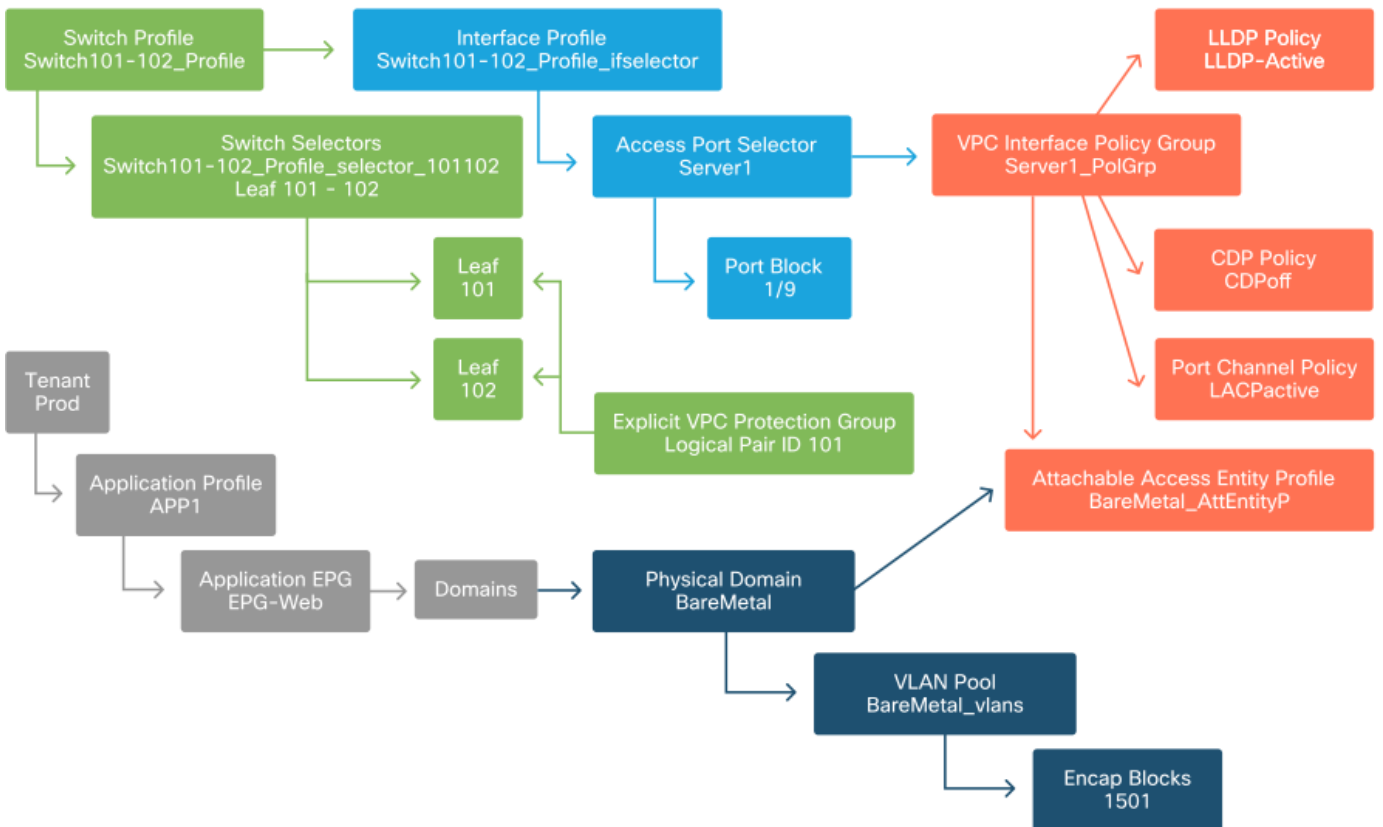 Switch Profile
Switch101-102_Profile
Interface Profile
Switch101-102_Profile_ifselector
LLDP Policy
LLDP-Active
Switch Selectors
Switch101-102_Profile_selector_101102
Leaf 101 - 102
Access Port Selector
Server1
VPC Interface Policy Group
Server1_PolGrp
Leaf
101
Port Block
1/9
CDP Policy
CDPoff
Tenant
Prod
Leaf
102
Port Channel Policy
LACPactive
Explicit VPC Protection Group
Logical Pair ID 101
Application Profile
APP1
Attachable Access Entity Profile
BareMetal_AttEntityP
Application EPG
EPG-Web
Domains
Physical Domain
BareMetal
VLAN Pool
BareMetal_vlans
Encap Blocks
1501